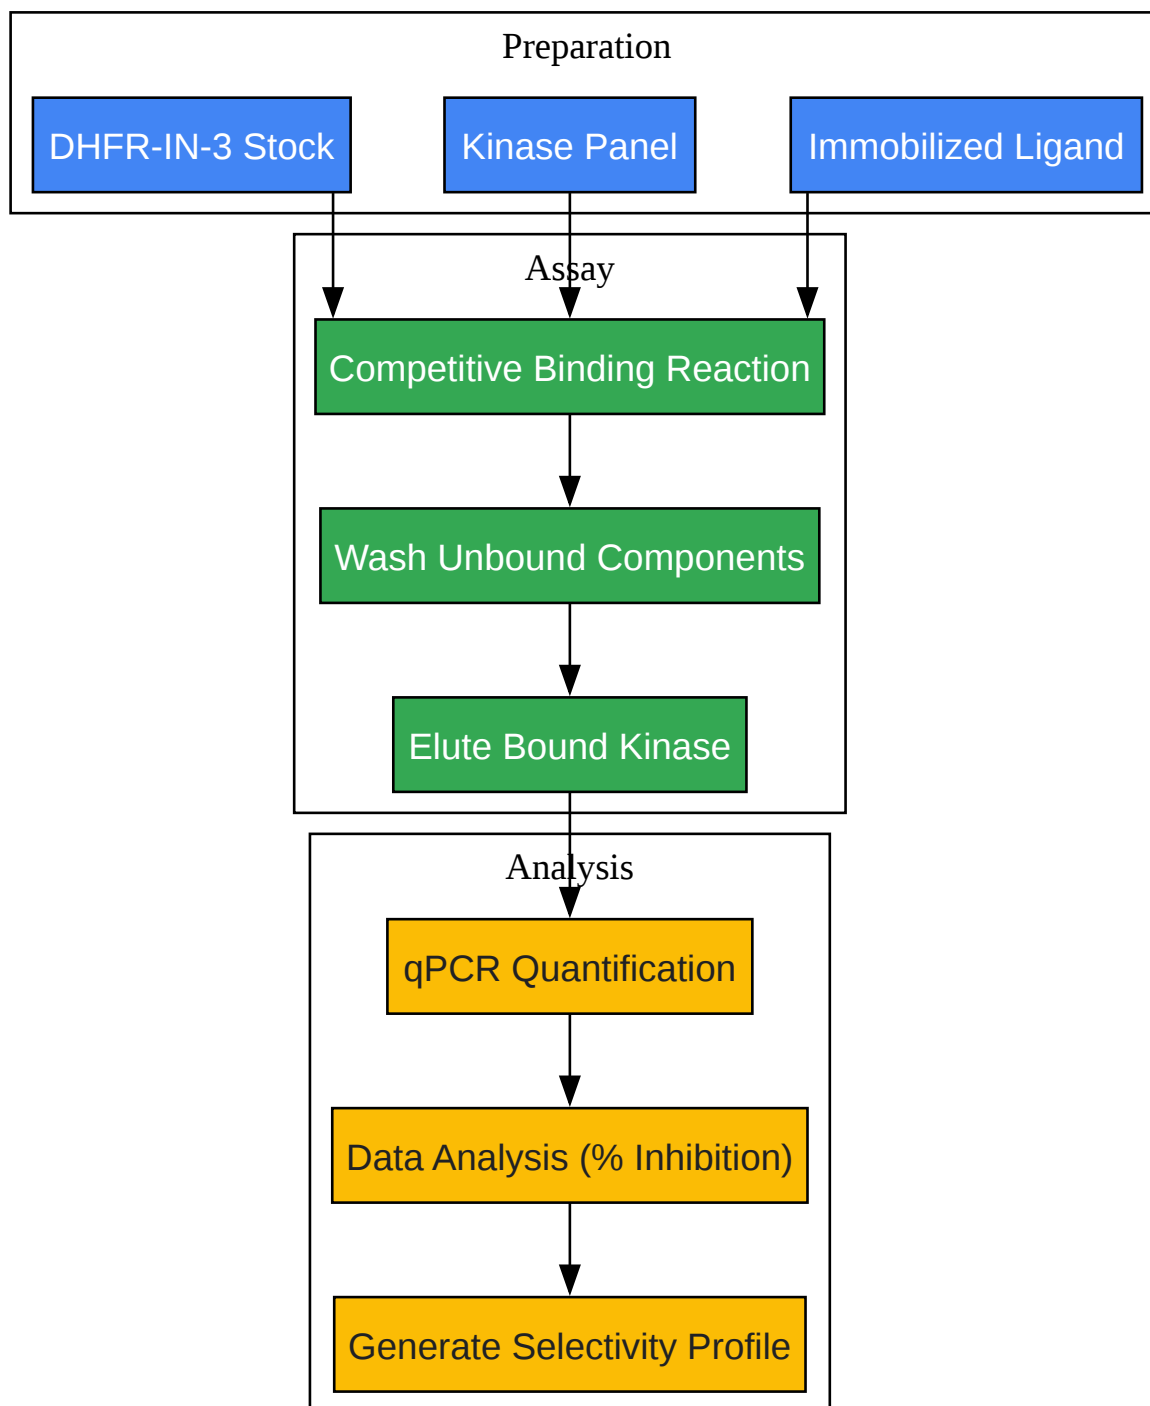 Preparation
DHFR-IN-3 Stock
Kinase Panel
Immobilized Ligand
Assay
Competitive Binding Reaction
Wash Unbound Components
Elute Bound Kinase
Analysis
qPCR Quantification
Data Analysis (% Inhibition)
Generate Selectivity Profile